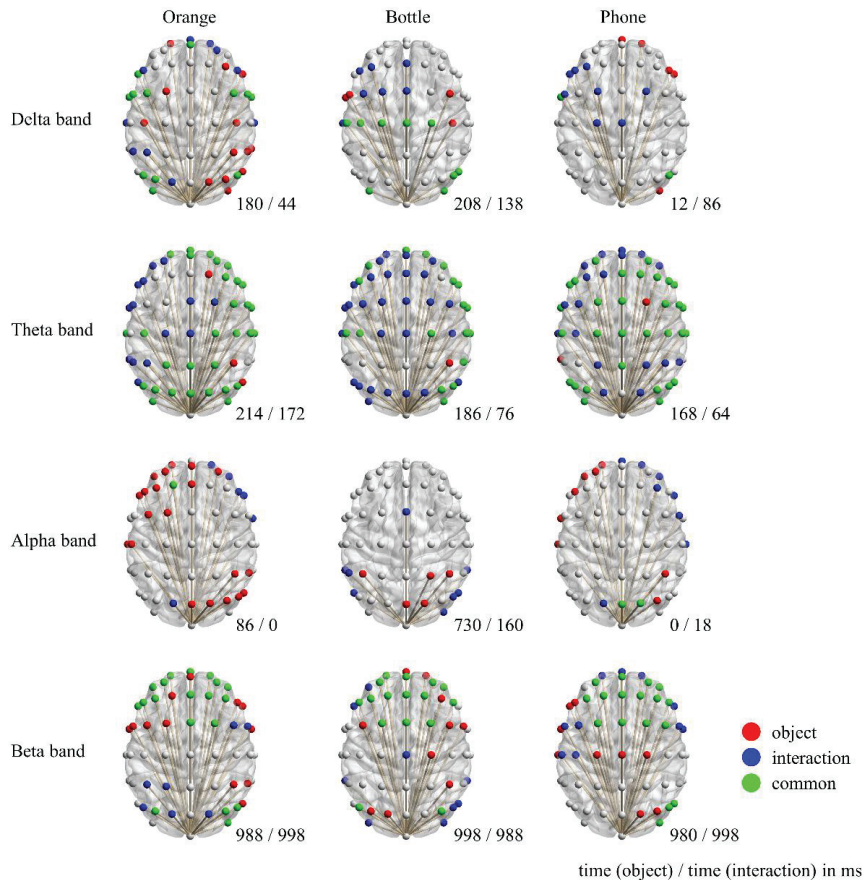 Orange Bottle Phone
Delta band
180 / 44 208 / 138 12 / 86
Theta band
214 / 172 186 / 76 168 / 64
Alpha band
86 / 0 730 / 160 0 / 18
Beta band
object
interaction
common
988 / 998 998 / 988 980 / 998
time (object) / time (interaction) in ms